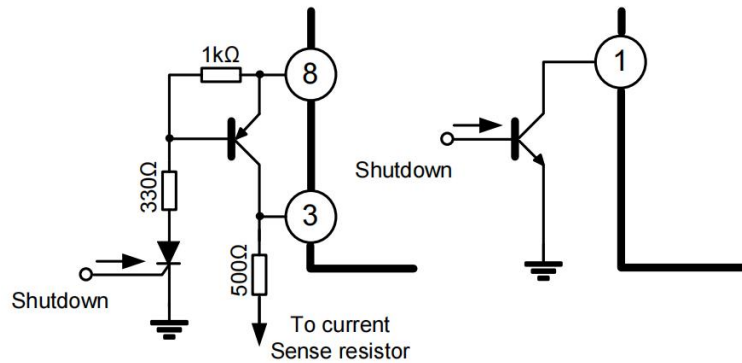 1kΩ
8
1
330Ω
Shutdown
3
500Ω
Shutdown
To current
Sense resistor